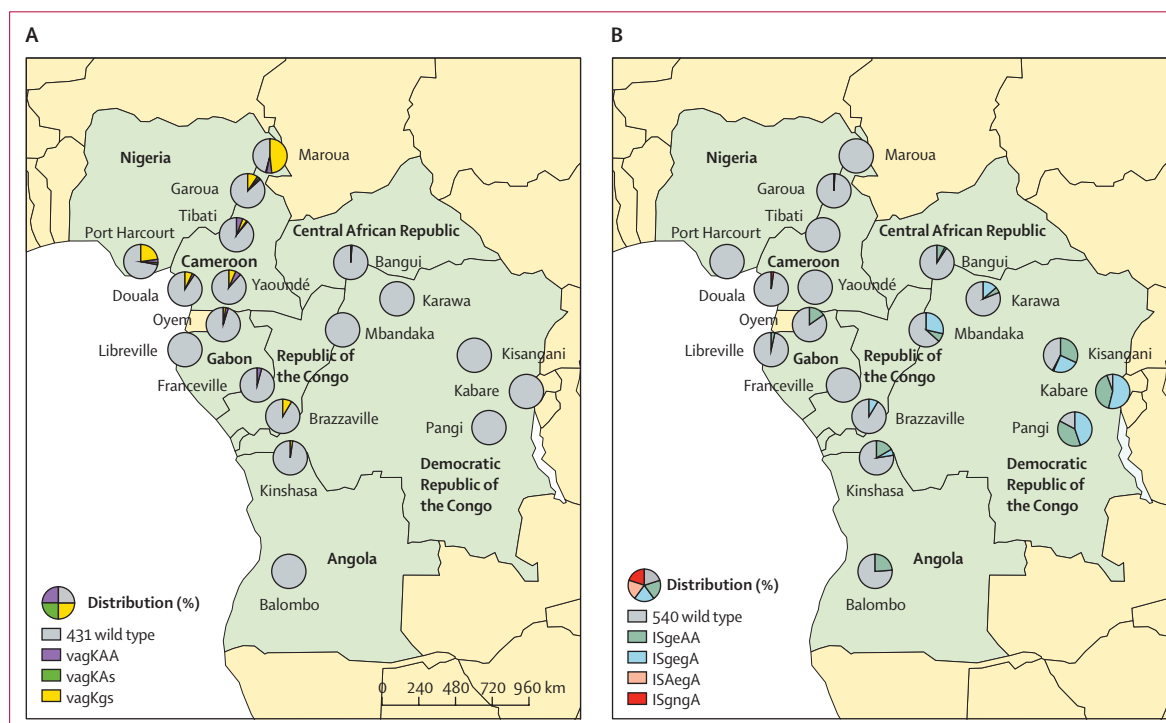 A
Nigeria
Maroua
Garoua
Tibati
Port Harcourt
Central African Republic
Cameroon
Bangui
Douala
Yaoundé
Karawa
Oyem
Mbandaka
Libreville
Gabon
Republic of
the Congo
Kisangani
Franceville
Kabare
Brazzaville
Pangi
Kinshasa
Democratic
Republic of
the Congo
Angola
Balombo
Distribution (%)
431 wild type
vagKAA
vagKAs
vagKgs
0 240 480 720 960 km
B
Nigeria
Maroua
Garoua
Tibati
Port Harcourt
Central African Republic
Cameroon
Bangui
Douala
Yaoundé
Karawa
Oyem
Mbandaka
Libreville
Gabon
Republic of
the Congo
Kisangani
Franceville
Kabare
Brazzaville
Pangi
Kinshasa
Democratic
Republic of
the Congo
Angola
Balombo
Distribution (%)
540 wild type
ISgeAA
ISgegA
ISAegA
ISgngA